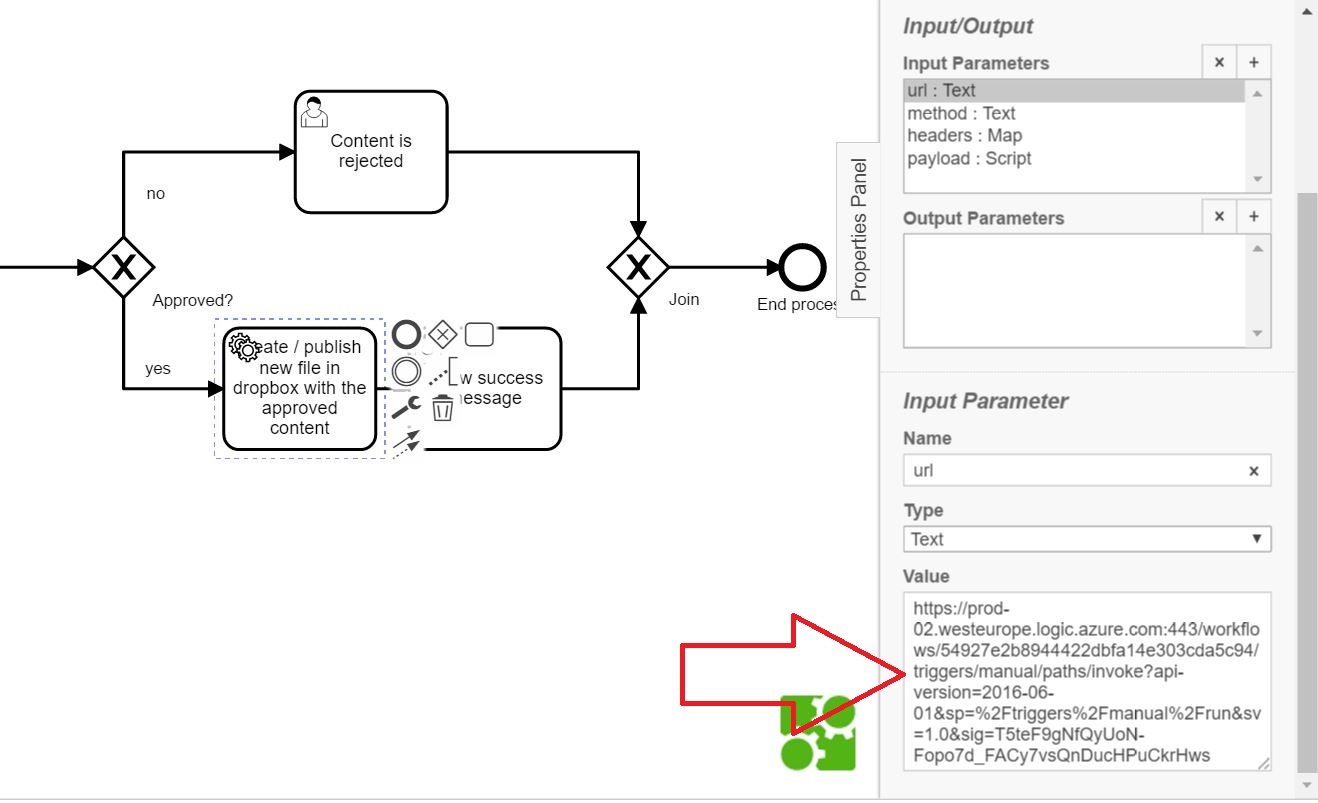 Input/Output
Input Parameters
×
+
url : Text
method : Text
headers : Map
payload : Script
Output Parameters
×
+
Properties Panel
Content is
rejected
no
X
Approved?
yes
X
Join
End proces
eate / publish
new file in
dropbox with the
approved
content
w success
essage
Input Parameter
Name
url
×
Type
Text
Value
https://prod-
02.westeurope.logic.azure.com:443/workflo
ws/54927e2b8944422dbfa14e303cda5c94/
triggers/manual/paths/invoke?api-
version=2016-06-
01&sp=%2Ftriggers%2Fmanual%2Frun&sv
=1.0&sig=T5teF9gNfQyUoN-
Fopo7d_FACy7vsQnDucHPuCkrHws